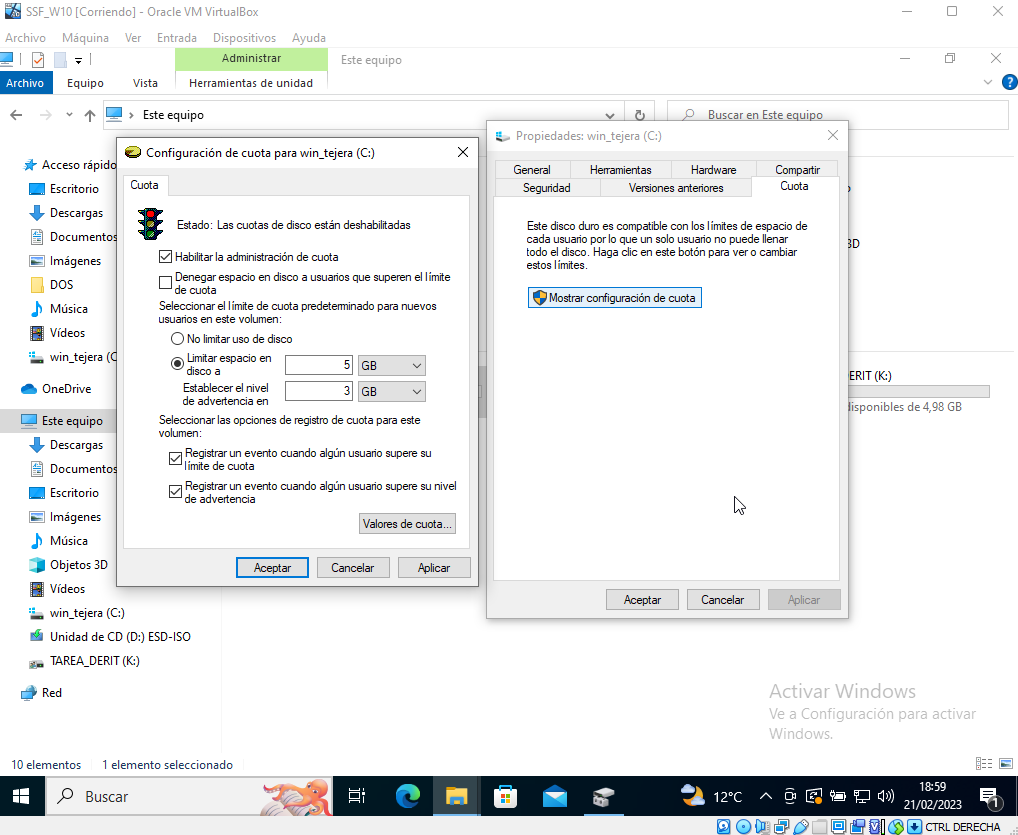 SSF_W10 [Corriendo] - Oracle VM VirtualBox
Archivo Máquina Ver Entrada Dispositivos Ayuda
Administrar Este equipo
Archivo Equipo Vista Herramientas de unidad
Este equipo
Buscar en Este equipo
Acceso rápido
Escritorio
Descargas
Documentos
Imágenes
DOS
Música
Vídeos
win_tejera (C
OneDrive
Este equipo
Descargas
Documentos
Escritorio
Imágenes
Música
Objetos 3D
Vídeos
win_tejera (C:)
Unidad de CD (D:) ESD-ISO
TAREA_DERIT (K:)
Red
Configuración de cuota para win_tejera (C:)
Cuota
Estado: Las cuotas de disco están deshabilitadas
Habilitar la administración de cuota
Denegar espacio en disco a usuarios que superen el límite
de cuota
Seleccionar el límite de cuota predeterminado para nuevos
usuarios en este volumen:
No limitar uso de disco
Limitar espacio en
disco a
5 GB
Establecer el nivel
de advertencia en
3 GB
Seleccionar las opciones de registro de cuota para este
volumen:
Registrar un evento cuando algún usuario supere su
límite de cuota
Registrar un evento cuando algún usuario supere su nivel
de advertencia
Valores de cuota...
Aceptar Cancelar Aplicar
Propiedades: win_tejera (C:)
General Herramientas Hardware Compartir
Seguridad Versiones anteriores Cuota
Este disco duro es compatible con los límites de espacio de
cada usuario por lo que un solo usuario no puede llenar
todo el disco. Haga clic en este botón para ver o cambiar
estos límites.
Mostrar configuración de cuota
Aceptar Cancelar Aplicar
o
3D
DERIT (K:)
disponibles de 4,98 GB
Activar Windows
Ve a Configuración para activar
Windows.
10 elementos 1 elemento seleccionado
Buscar
12°C
18:59
21/02/2023
1
CTRL DERECHA